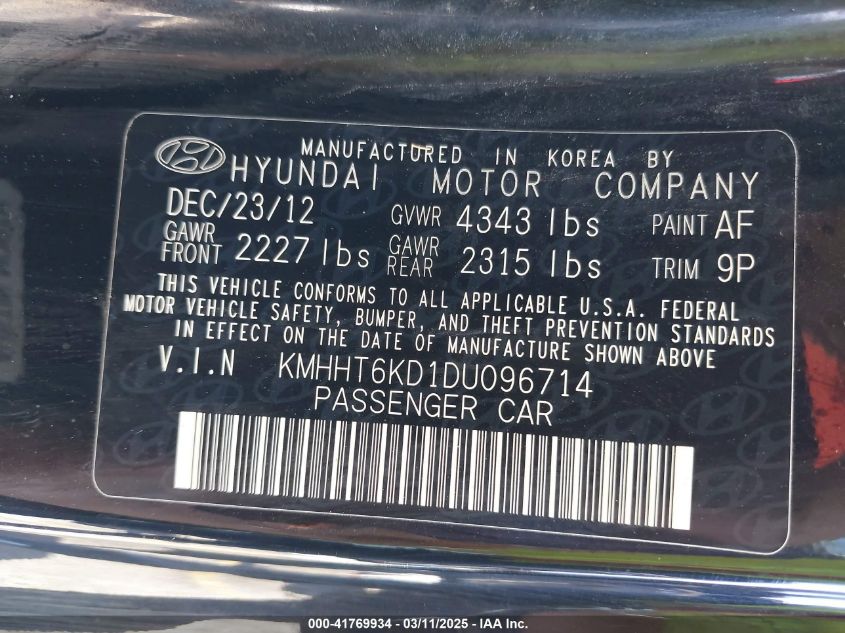 MANUFACTURED IN KOREA BY
HYUNDAI MOTOR COMPANY
DEC/23/12 GVWR 4343 lbs PAINT AF
GAWR FRONT 2227 lbs GAWR REAR 2315 lbs TRIM 9P
THIS VEHICLE CONFORMS TO ALL APPLICABLE U.S.A. FEDERAL
MOTOR VEHICLE SAFETY, BUMPER, AND THEFT PREVENTION STANDARDS
IN EFFECT ON THE DATE OF MANUFACTURE SHOWN ABOVE
V.I.N KMHHT6KD1DU096714
PASSENGER CAR
000-41769934 - 03/11/2025 - IAA Inc.